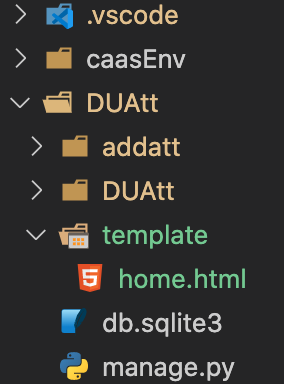 .vscode
caasEnv
DUAtt
addatt
DUAtt
template
home.html
db.sqlite3
manage.py